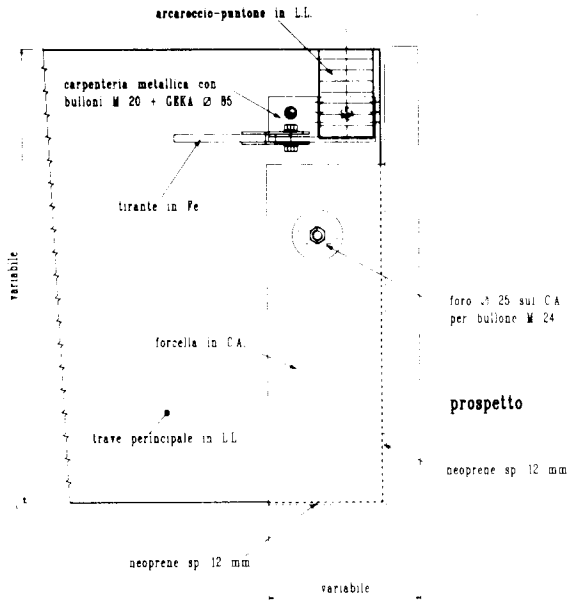 arcareccio-puntone in L.L.
carpenteria metallica con
bulloni M 20 + GEKA Ø 85
tirante in Fe
variabile
foro Ø 25 sul C A
per bullone M 24
forcella in C.A.
prospetto
trave perincipale in L.L
neoprene sp 12 mm
neoprene sp 12 mm
variabile